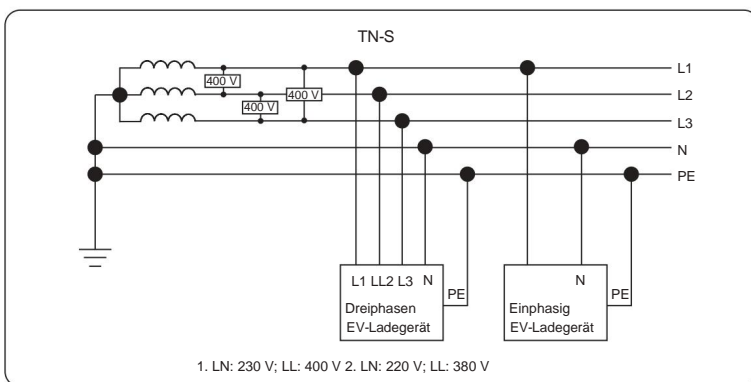 TN-S
400 V
400 V
400 V
L1
L2
L3
N
PE
L1 LL2 L3 N
PE
Dreiphasen
EV-Ladegerät
N
PE
Einphasig
EV-Ladegerät
1. LN: 230 V; LL: 400 V 2. LN: 220 V; LL: 380 V